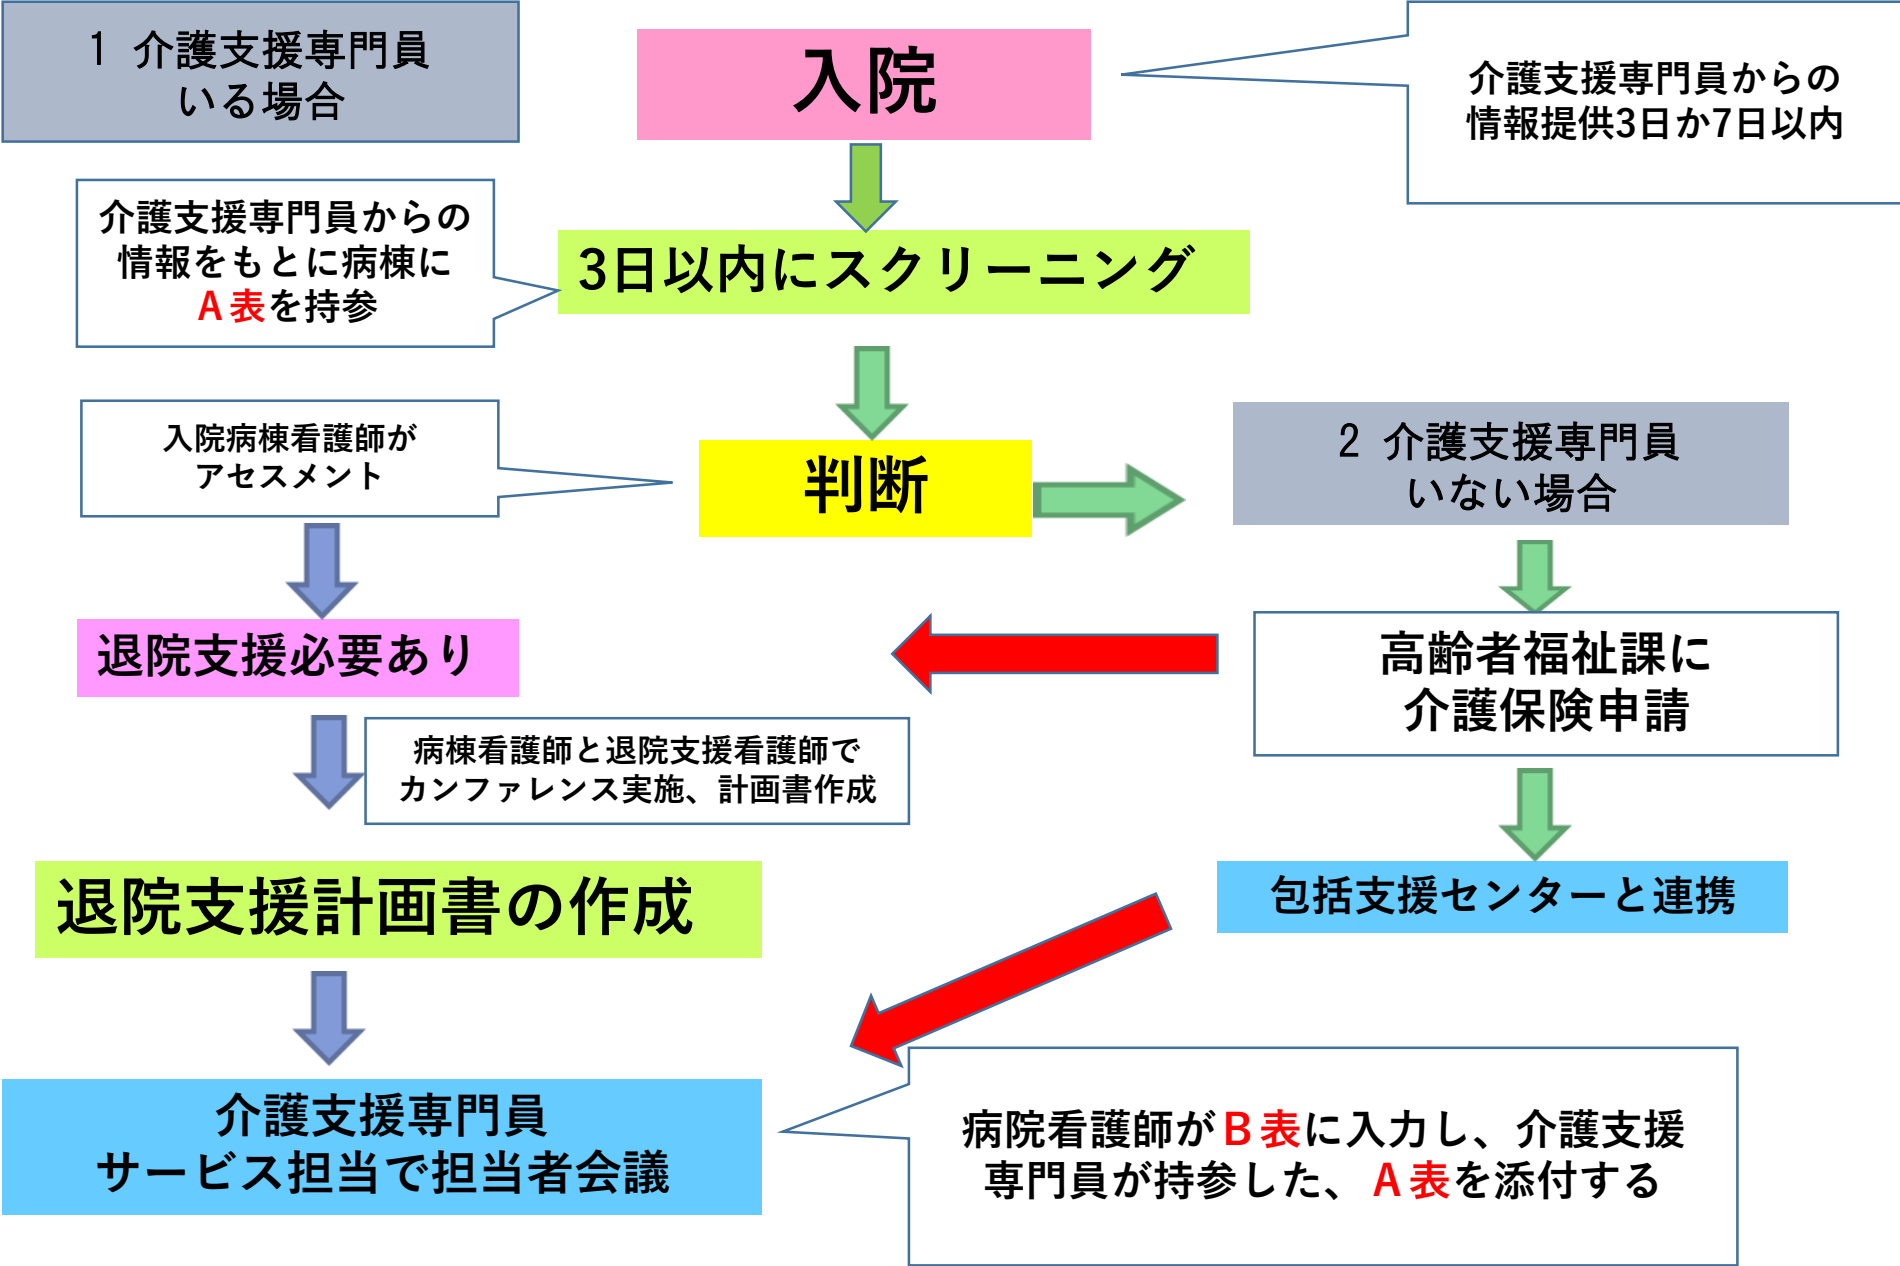 1 介護支援専門員
いる場合
入院
介護支援専門員からの
情報提供3日か7日以内
介護支援専門員からの
情報をもとに病棟に
A表を持参
3日以内にスクリーニング
入院病棟看護師が
アセスメント
判断
2 介護支援専門員
いない場合
退院支援必要あり
高齢者福祉課に
介護保険申請
病棟看護師と退院支援看護師で
カンファレンス実施、計画書作成
退院支援計画書の作成
包括支援センターと連携
介護支援専門員
サービス担当で担当者会議
病院看護師がB表に入力し、介護支援
専門員が持参した、A表を添付する